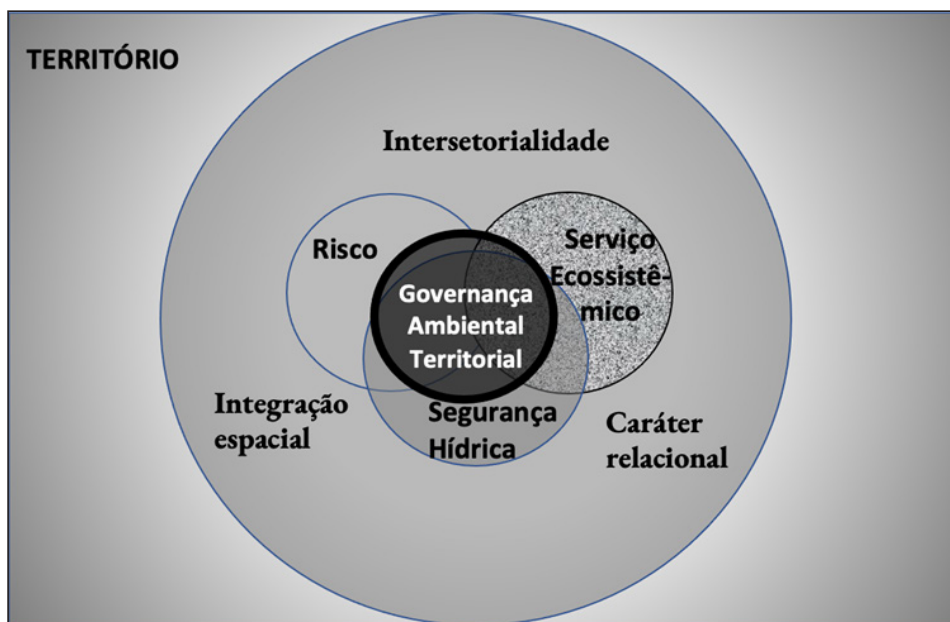 TERRITÓRIO
Intersetorialidade
Risco
Serviço
Ecossistê-
mico
Governança
Ambiental
Territorial
Integração
espacial
Segurança
Hídrica
Caráter
relacional